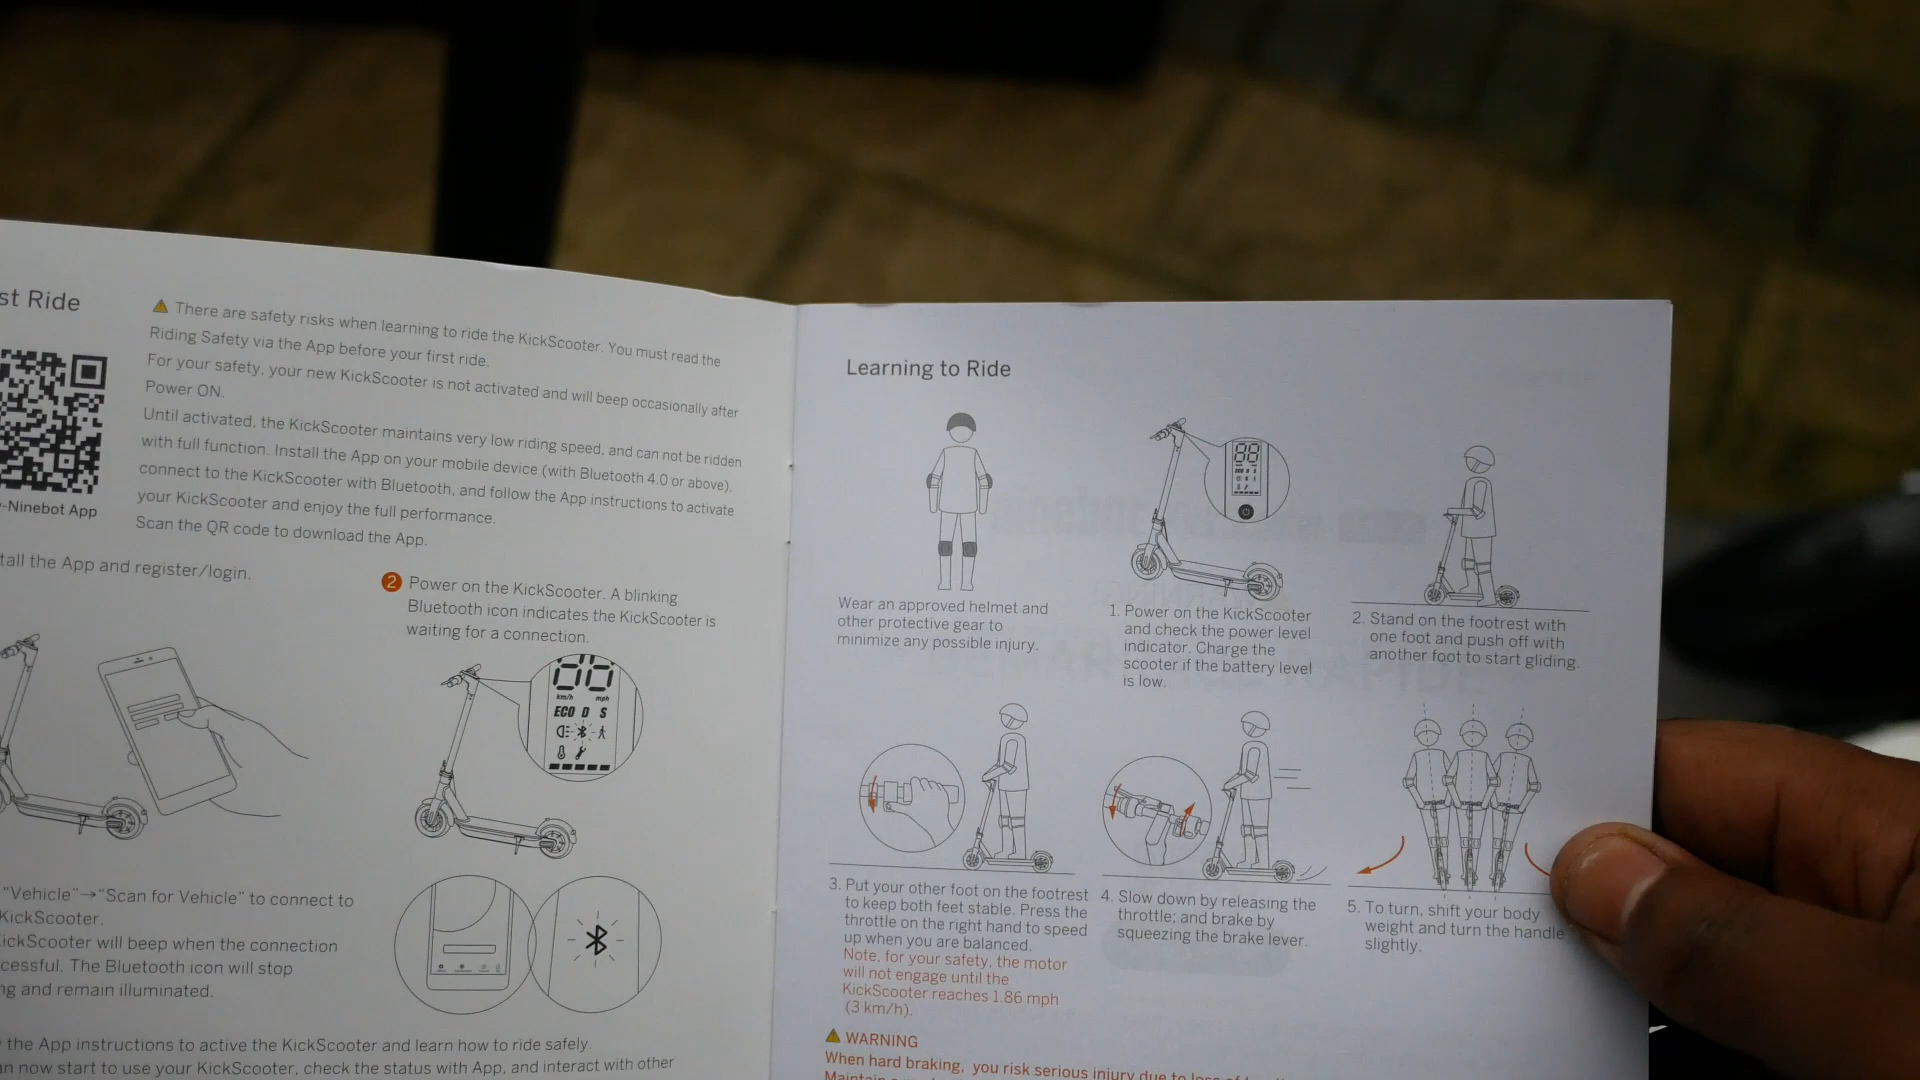 st Ride
There are safety risks when learning to ride the KickScooter. You must read the
Riding Safety via the App before your first ride.
For your safety, your new KickScooter is not activated and will beep occasionally after
Power ON.
Until activated, the KickScooter maintains very low riding speed, and can not be ridden
with full function. Install the App on your mobile device (with Bluetooth 4.0 or above),
connect to the KickScooter with Bluetooth, and follow the App instructions to activate
your KickScooter and enjoy the full performance.
Scan the QR code to download the App.
-Ninebot App
tall the App and register/login.
2 Power on the KickScooter. A blinking
Bluetooth icon indicates the KickScooter is
waiting for a connection.
km/h mph
ECO D S
"Vehicle"→"Scan for Vehicle" to connect to
KickScooter.
ickScooter will beep when the connection
cessful. The Bluetooth icon will stop
ng and remain illuminated.
the App instructions to active the KickScooter and learn how to ride safely.
an now start to use your KickScooter, check the status with App, and interact with other
Learning to Ride
88
ECO D S
Wear an approved helmet and
other protective gear to
minimize any possible injury.
1. Power on the KickScooter
and check the power level
indicator. Charge the
scooter if the battery level
is low.
2. Stand on the footrest with
one foot and push off with
another foot to start gliding.
3. Put your other foot on the footrest
to keep both feet stable. Press the
throttle on the right hand to speed
up when you are balanced.
Note, for your safety, the motor
will not engage until the
KickScooter reaches 1.86 mph
(3 km/h).
4. Slow down by releasing the
throttle; and brake by
squeezing the brake lever.
5. To turn, shift your body
weight and turn the handle
slightly.
WARNING
When hard braking, you risk serious injury due to loss of
Maintain a